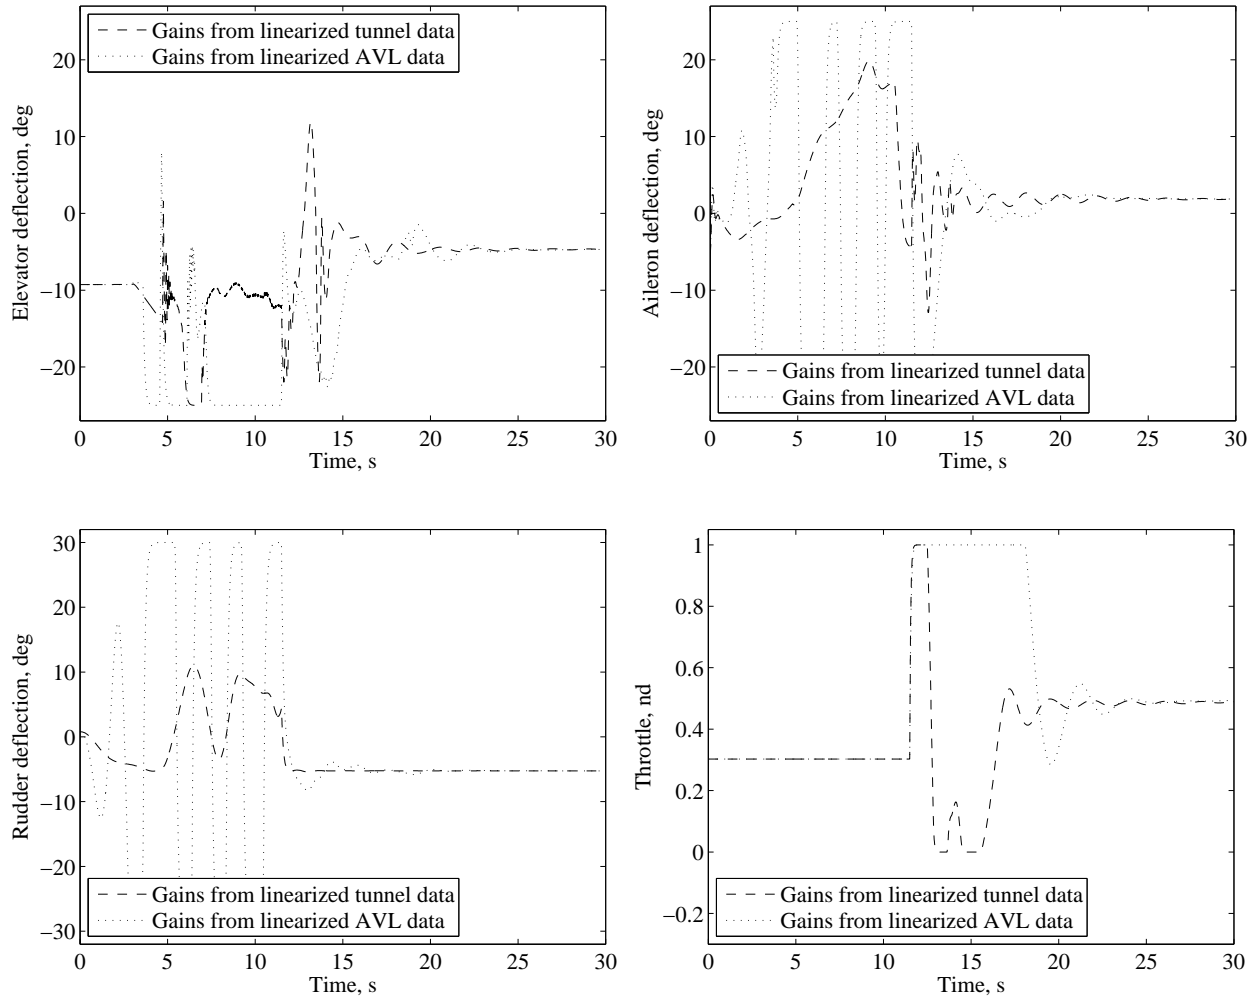 Gains from linearized tunnel data
Gains from linearized AVL data
20
10
0
−10
−20
Elevator deflection, deg
0 5 10 15 20 25 30
Time, s
20
10
0
−10
−20
Aileron deflection, deg
Gains from linearized tunnel data
Gains from linearized AVL data
0 5 10 15 20 25 30
Time, s
30
20
10
0
−10
−20
−30
Rudder deflection, deg
Gains from linearized tunnel data
Gains from linearized AVL data
0 5 10 15 20 25 30
Time, s
1
0.8
0.6
0.4
0.2
0
−0.2
Throttle, nd
Gains from linearized tunnel data
Gains from linearized AVL data
0 5 10 15 20 25 30
Time, s